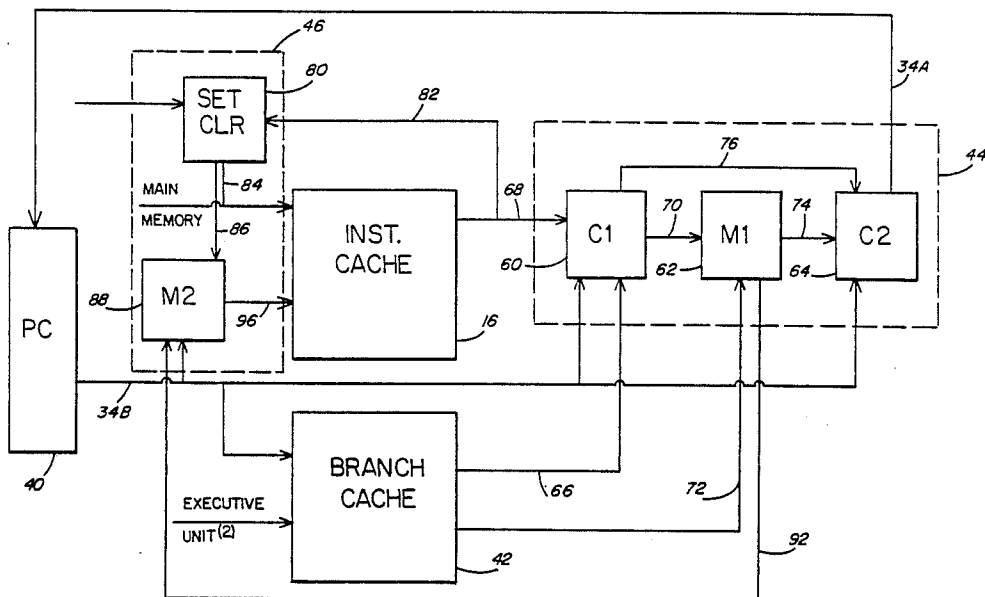 46
80
SET
CLR
82
34A
84
MAIN
MEMORY
86
68
76
44
INST.
CACHE
C1
70
M1
74
C2
60
62
64
88
M2
96
16
PC
34B
40
BRANCH
CACHE
66
72
EXECUTIVE
UNIT(2)
42
92